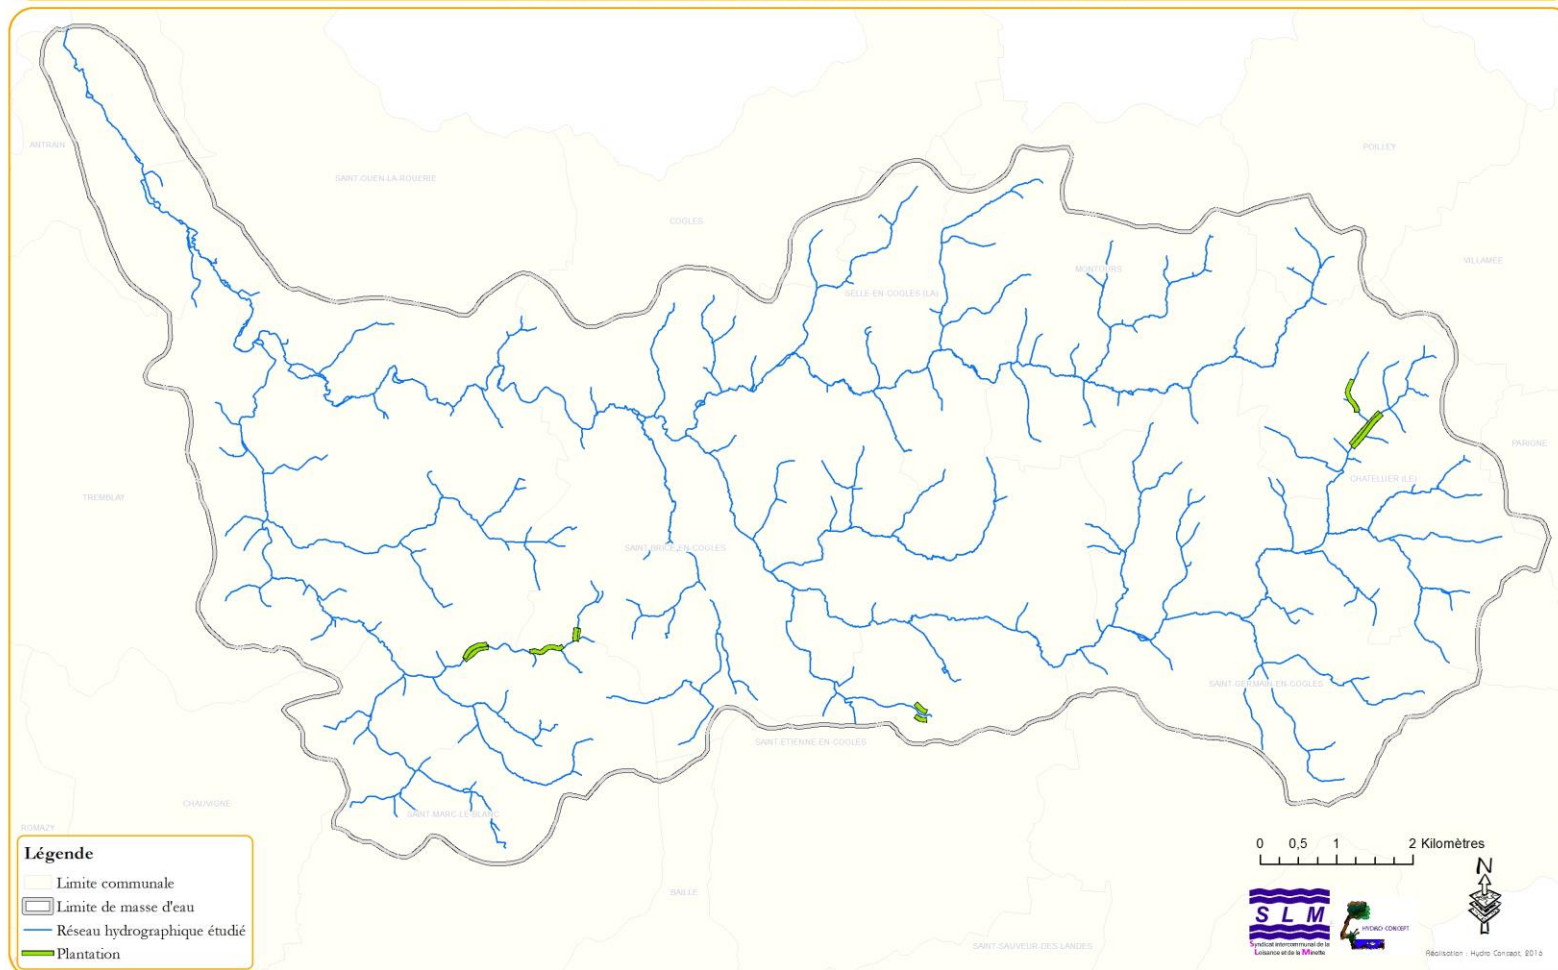 ANTRAIN
SAINT-OUEN-LA-ROUERIE
COGLES
POILLEY
VILLAMEE
MONTOURS
SELLE-EN-COGLES (LA)
PARIGNE
CHATELLIER (LE)
TREMBLAY
SAINT-BRICE-EN-COGLES
SAINT-GERMAIN-EN-COGLES
SAINT-ETIENNE-EN-COGLES
CHAUVIGNE
SAINT-MARC-LE-BLANC
ROMAZY
BAILLE
SAINT-SAUVEUR-DES-LANDES
Légende
Limite communale
Limite de masse d'eau
Réseau hydrographique étudié
Plantation
0 0,5 1 2 Kilomètres
N
SLM
Syndicat intercommunal de la
Loisance et de la Minette
HYDRO CONCEPT
Réalisation : Hydro Concept, 2016